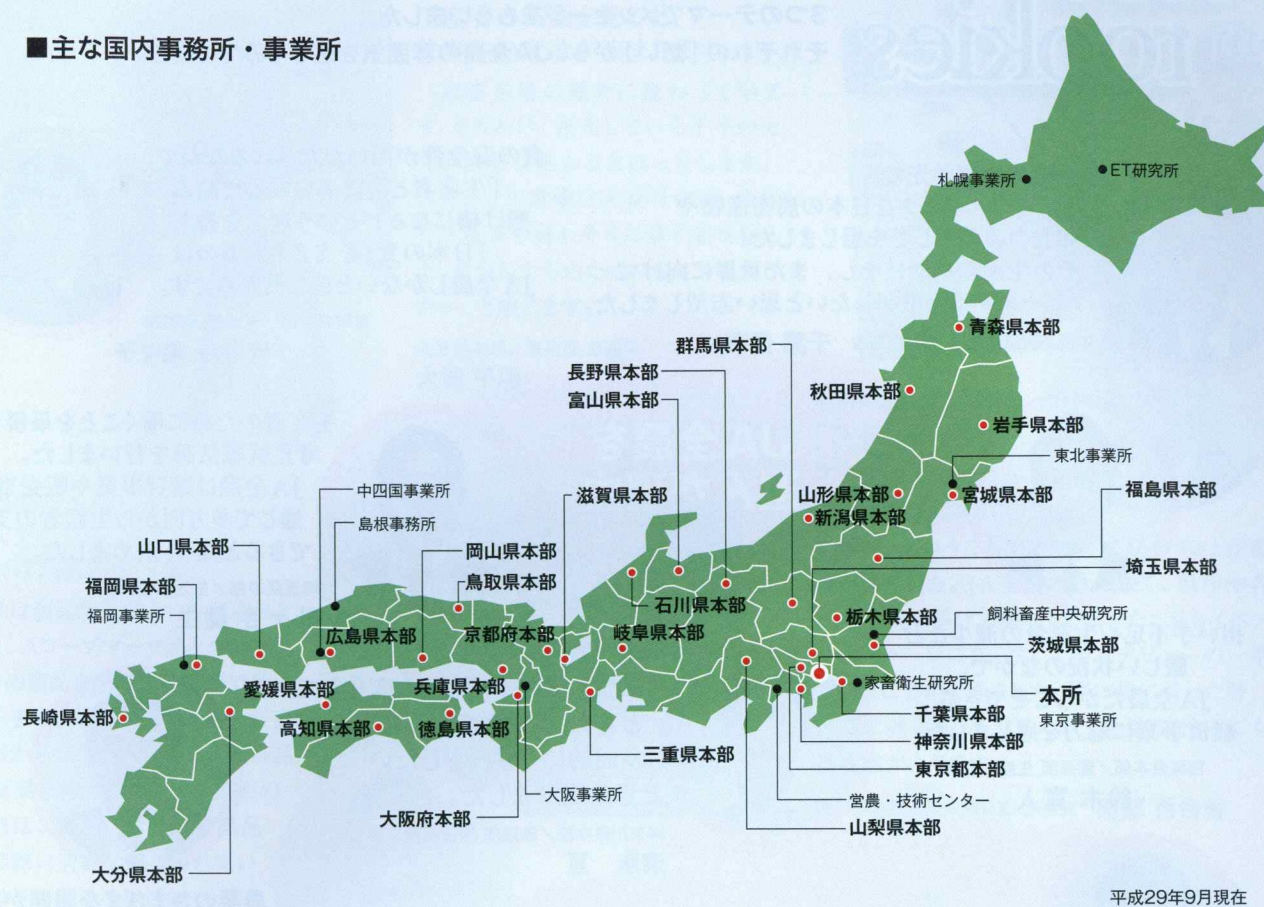 ■主な国内事務所・事業所
札幌事業所
ET研究所
青森県本部
群馬県本部
長野県本部
富山県本部
秋田県本部
岩手県本部
東北事業所
中四国事業所
滋賀県本部
山形県本部
宮城県本部
福島県本部
島根事務所
新潟県本部
山口県本部
岡山県本部
鳥取県本部
埼玉県本部
福岡県本部
福岡事業所
石川県本部
栃木県本部
飼料畜産中央研究所
広島県本部
京都府本部
岐阜県本部
茨城県本部
愛媛県本部
兵庫県本部
家畜衛生研究所
本所
東京事業所
長崎県本部
高知県本部
徳島県本部
千葉県本部
神奈川県本部
三重県本部
東京都本部
大阪事業所
営農・技術センター
大阪府本部
山梨県本部
大分県本部
平成29年9月現在